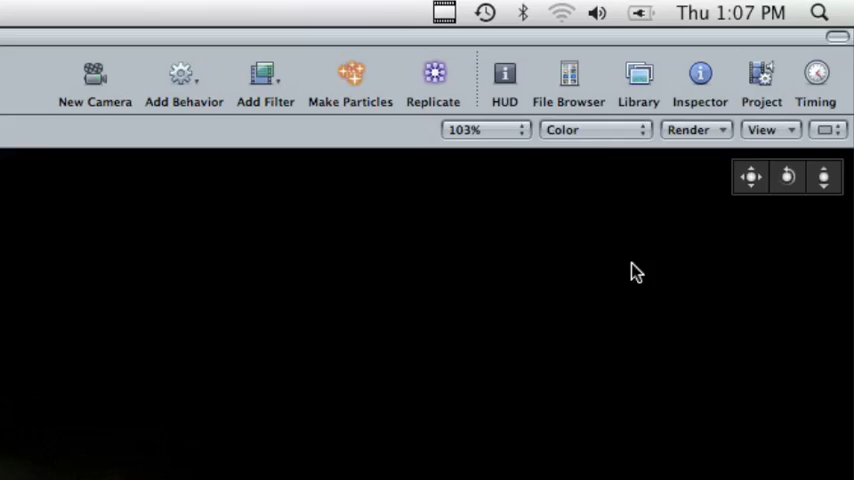 Thu 1:07 PM
New Camera Add Behavior Add Filter Make Particles Replicate HUD File Browser Library Inspector Project Timing
103% Color Render View